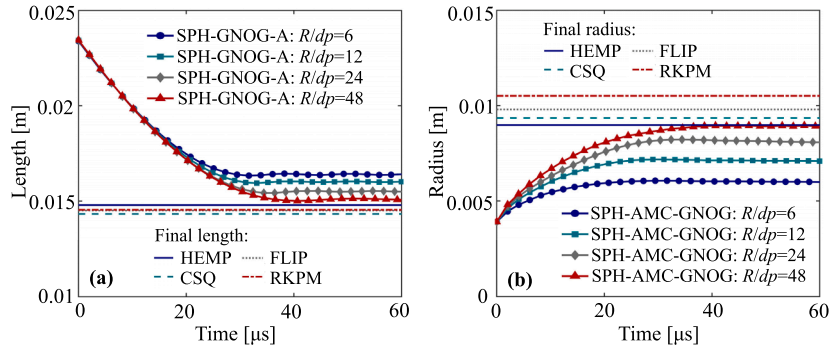 0.025
0.02
0.015
0.01
Length [m]
SPH-GNOG-A: R/dp=6
SPH-GNOG-A: R/dp=12
SPH-GNOG-A: R/dp=24
SPH-GNOG-A: R/dp=48
Final length:
HEMP FLIP
CSQ RKPM
(a)
0 20 40 60
Time [μs]
0.015
0.01
0.005
0
Radius [m]
Final radius:
HEMP FLIP
CSQ RKPM
SPH-AMC-GNOG: R/dp=6
SPH-AMC-GNOG: R/dp=12
SPH-AMC-GNOG: R/dp=24
SPH-AMC-GNOG: R/dp=48
(b)
0 20 40 60
Time [μs]